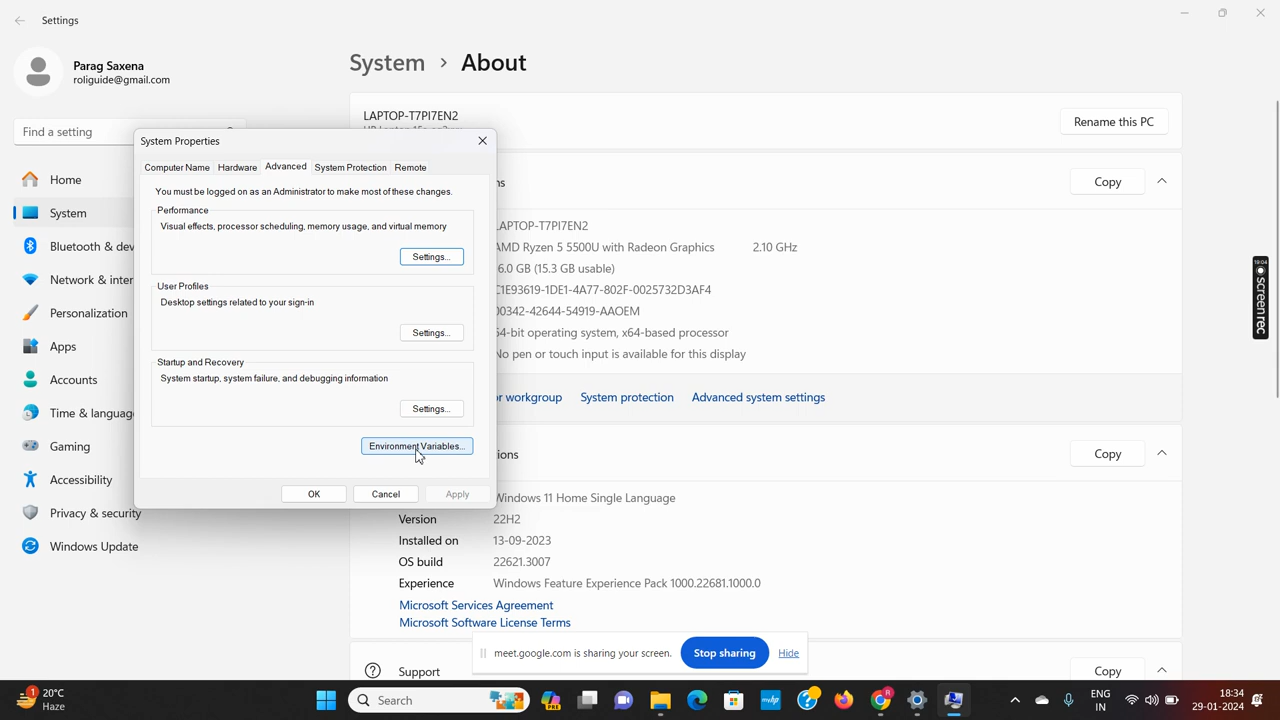 Settings
Parag Saxena
roliguide@gmail.com
Find a setting
Home
System
Bluetooth & dev
Network & inter
Personalization
Apps
Accounts
Time & language
Gaming
Accessibility
Privacy & security
Windows Update
System > About
LAPTOP-T7PI7EN2
Rename this PC
ns
Copy
LAPTOP-T7PI7EN2
AMD Ryzen 5 5500U with Radeon Graphics 2.10 GHz
6.0 GB (15.3 GB usable)
C1E93619-1DE1-4A77-802F-0025732D3AF4
00342-42644-54919-AAOEM
64-bit operating system, x64-based processor
No pen or touch input is available for this display
or workgroup System protection Advanced system settings
ions
Copy
Windows 11 Home Single Language
Version 22H2
Installed on 13-09-2023
OS build 22621.3007
Experience Windows Feature Experience Pack 1000.22681.1000.0
Microsoft Services Agreement
Microsoft Software License Terms
Support
Copy
System Properties
Computer Name Hardware Advanced System Protection Remote
You must be logged on as an Administrator to make most of these changes.
Performance
Visual effects, processor scheduling, memory usage, and virtual memory
Settings...
User Profiles
Desktop settings related to your sign-in
Settings...
Startup and Recovery
System startup, system failure, and debugging information
Settings...
Environment Variables...
OK Cancel Apply
meet.google.com is sharing your screen. Stop sharing Hide
19:04
screenrec
1
20°C
Haze
Search
PRE
myhp
R
ENG
IN
18:34
29-01-2024